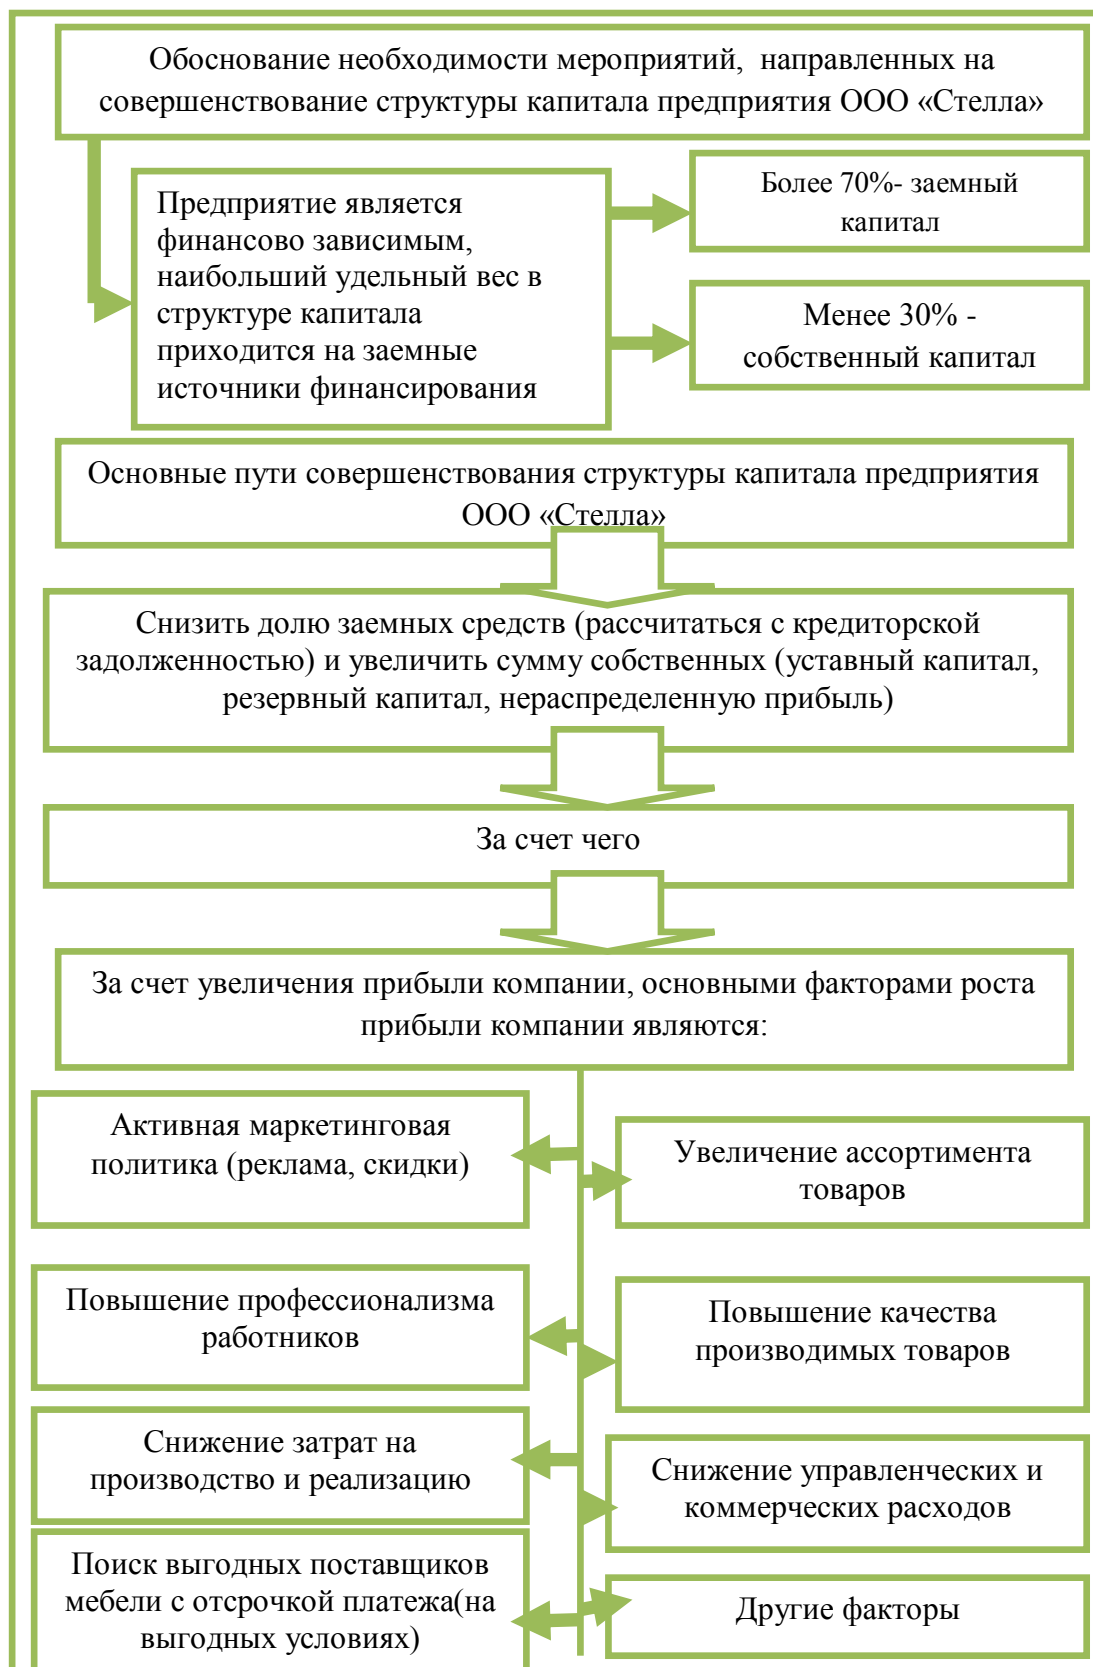 Обоснование необходимости мероприятий,  направленных на
совершенствование структуры капитала предприятия ООО «Стелла»
Предприятие является
финансово зависимым,
наибольший удельный вес в
структуре капитала
приходится на заемные
источники финансирования
Более 70%- заемный
капитал
Менее 30% -
собственный капитал
Основные пути совершенствования структуры капитала предприятия
ООО «Стелла»
Снизить долю заемных средств (рассчитаться с кредиторской
задолженностью) и увеличить сумму собственных (уставный капитал,
резервный капитал, нераспределенную прибыль)
За счет чего
За счет увеличения прибыли компании, основными факторами роста
прибыли компании являются:
Активная маркетинговая
политика (реклама, скидки)
Увеличение ассортимента
товаров
Повышение профессионализма
работников
Повышение качества
производимых товаров
Снижение затрат на
производство и реализацию
Снижение управленческих и
коммерческих расходов
Поиск выгодных поставщиков
мебели с отсрочкой платежа(на
выгодных условиях)
Другие факторы